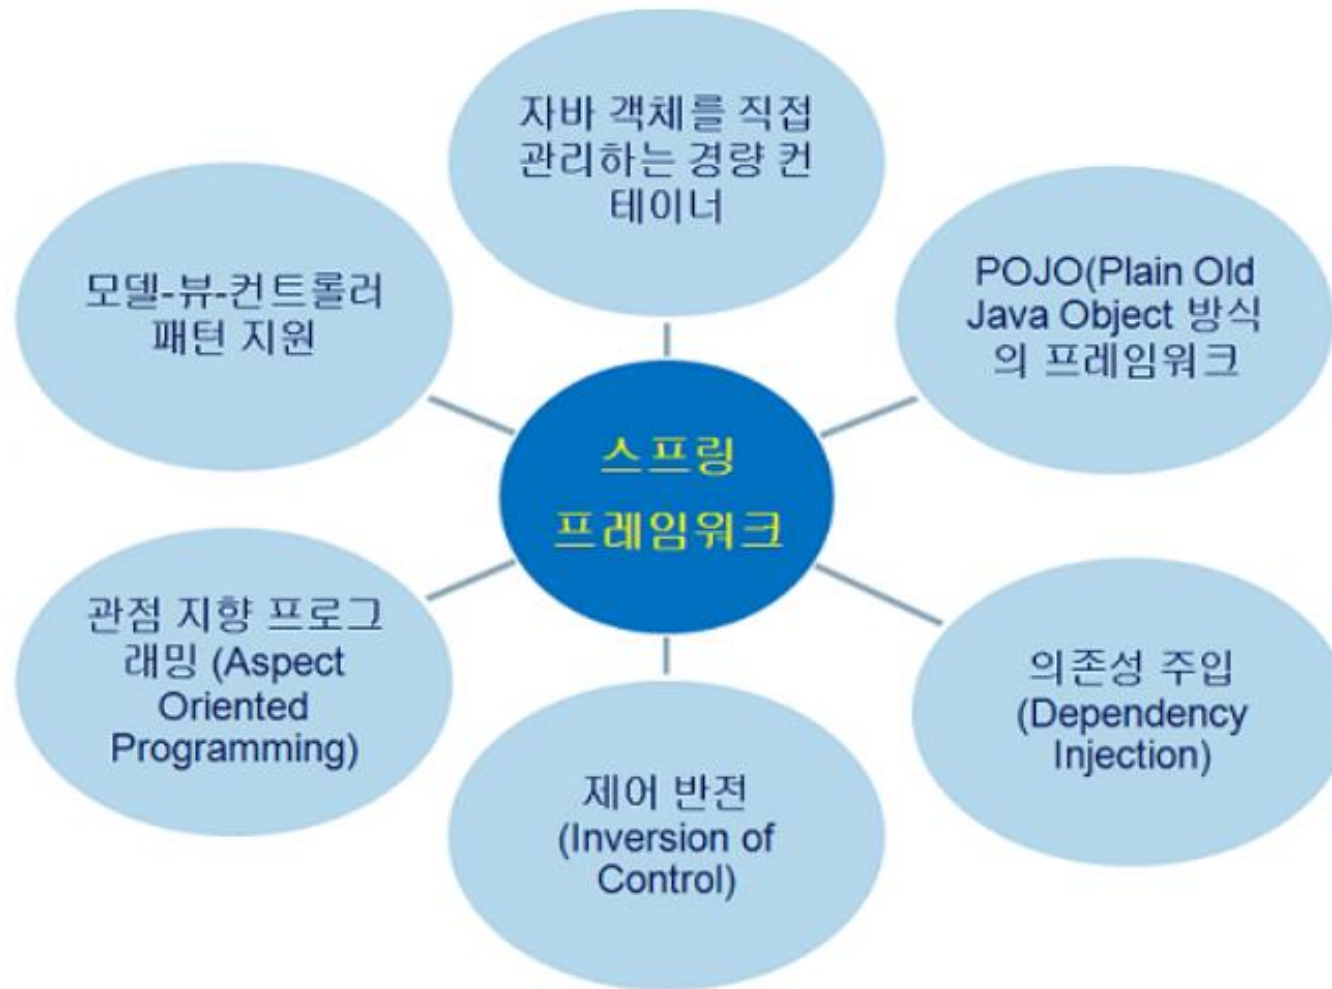 자바 객체를 직접
관리하는 경량 컨
테이너
모델-뷰-컨트롤러
패턴 지원
POJO(Plain Old
Java Object 방식
의 프레임워크
스프링
프레임워크
관점 지향 프로그
래밍 (Aspect
Oriented
Programming)
의존성 주입
(Dependency
Injection)
제어 반전
(Inversion of
Control)